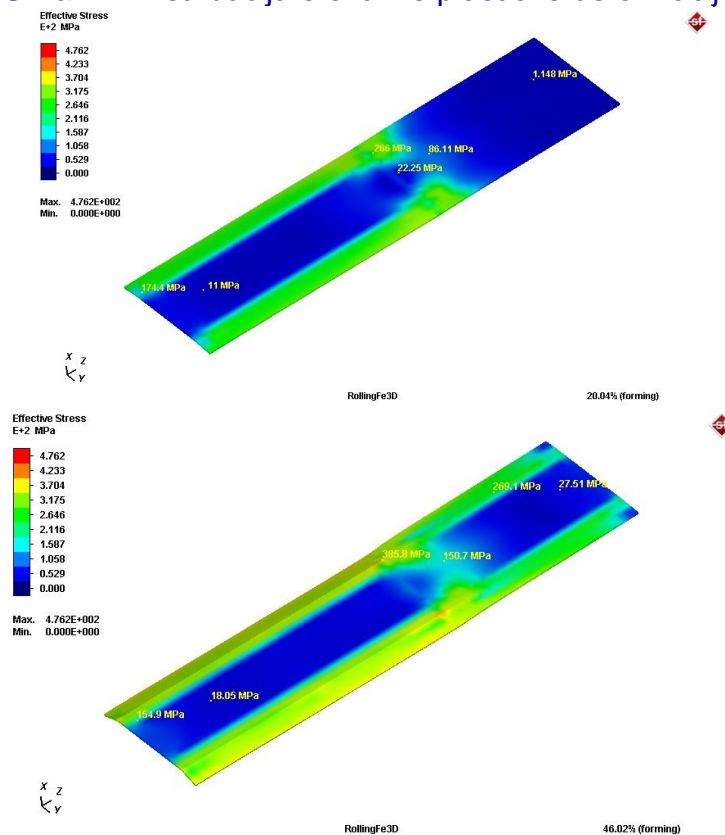 Effective Stress
E+2 MPa
4.762
4.233
3.704
3.175
2.646
2.116
1.587
1.058
0.529
0.000
Max. 4.762E+002
Min. 0.000E+000
1.148 MPa
266 MPa
86.11 MPa
22.25 MPa
174.4 MPa
11 MPa
X Z
Y
RollingFe3D
20.04% (forming)
Effective Stress
E+2 MPa
4.762
4.233
3.704
3.175
2.646
2.116
1.587
1.058
0.529
0.000
Max. 4.762E+002
Min. 0.000E+000
269.1 MPa
27.51 MPa
385.8 MPa
150.7 MPa
18.05 MPa
154.9 MPa
X Z
Y
RollingFe3D
46.02% (forming)